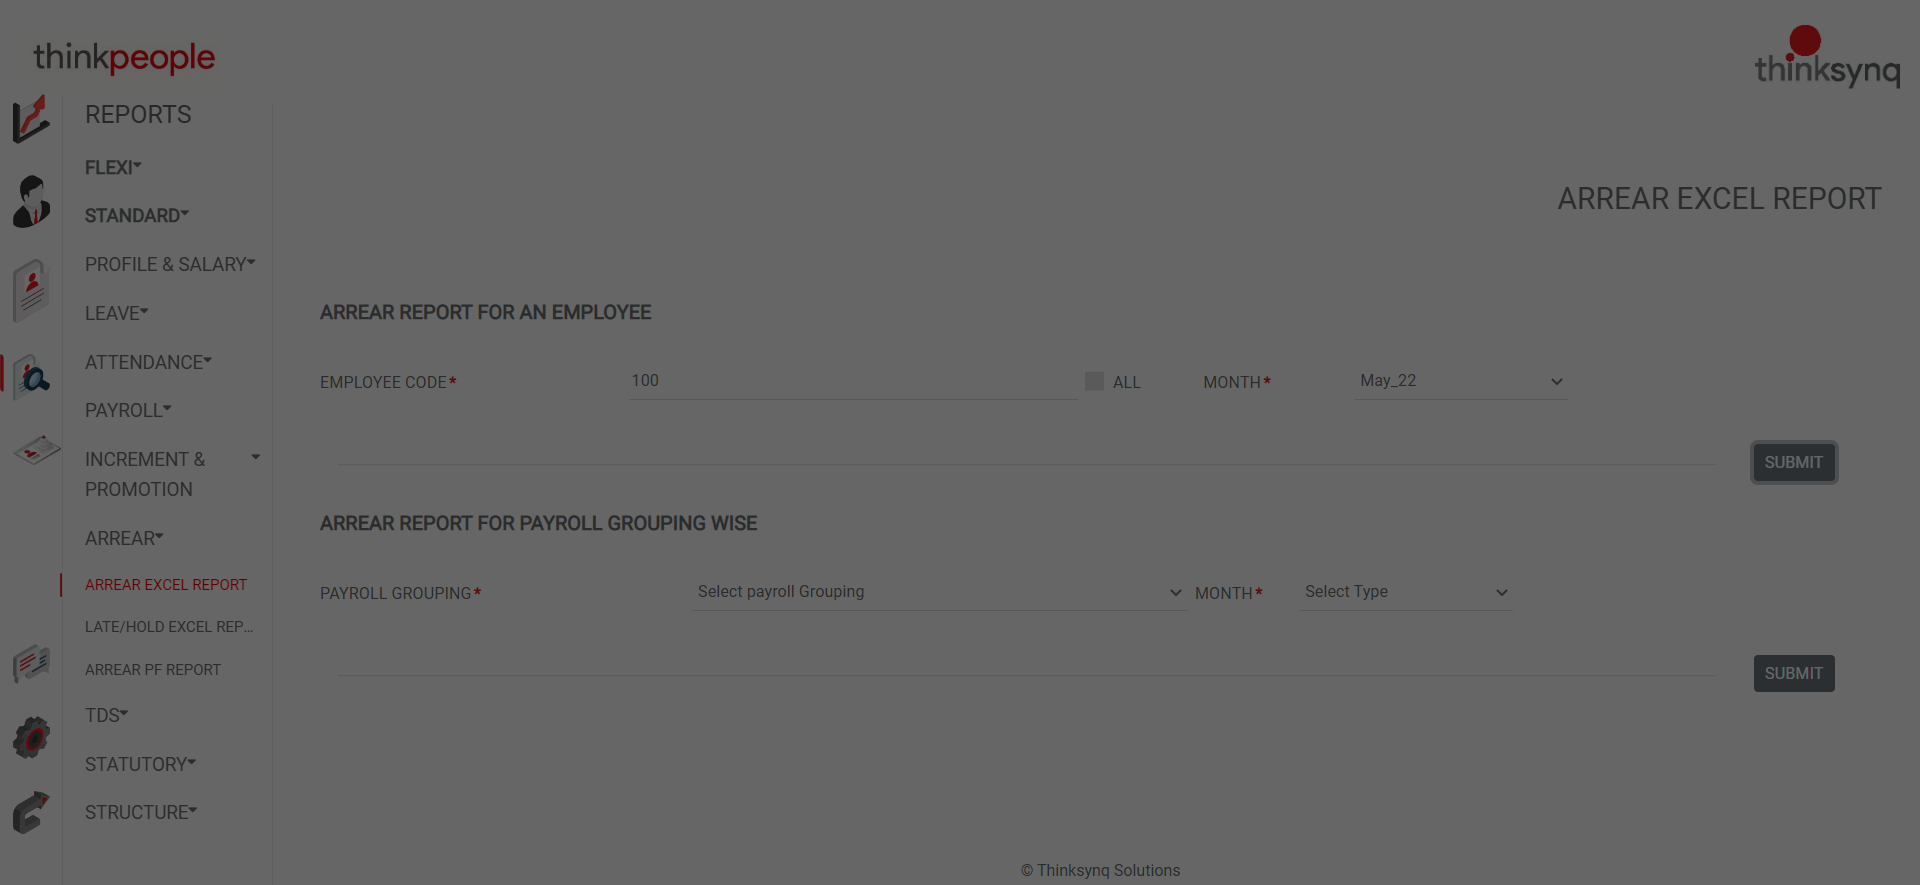 thinkpeople
thinksynq
REPORTS
FLEXI
STANDARD
PROFILE & SALARY
LEAVE
ATTENDANCE
PAYROLL
INCREMENT &
PROMOTION
ARREAR
ARREAR EXCEL REPORT
LATE/HOLD EXCEL REP...
ARREAR PF REPORT
TDS
STATUTORY
STRUCTURE
ARREAR EXCEL REPORT
ARREAR REPORT FOR AN EMPLOYEE
EMPLOYEE CODE* 100 ALL MONTH* May_22
SUBMIT
ARREAR REPORT FOR PAYROLL GROUPING WISE
PAYROLL GROUPING* Select payroll Grouping MONTH* Select Type
SUBMIT
© Thinksynq Solutions